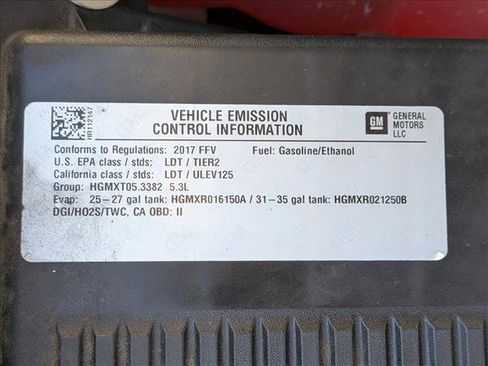 HR112147
VEHICLE EMISSION
CONTROL INFORMATION
GM
GENERAL
MOTORS
LLC
Conforms to Regulations: 2017 FFV Fuel: Gasoline/Ethanol
U.S. EPA class / stds: LDT / TIER2
California class / stds: LDT / ULEV125
Group: HGMXT05.3382 5.3L
Evap: 25-27 gal tank: HGMXR016150A / 31-35 gal tank: HGMXR021250B
DGI/HO2S/TWC, CA OBD: II